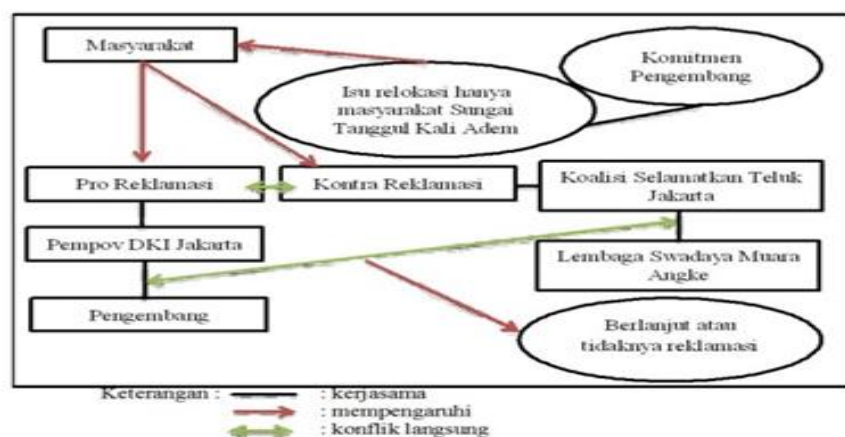 Masyarakat
Komitmen
Pengembang
Isu relokasi hanya
masyarakat Sungai
Tanggul Kali Adem
Pro Reklamasi
Kontra Reklamasi
Koalisi Selamatkan Teluk
Jakarta
Pempov DKI Jakarta
Lembaga Swadaya Muara
Angke
Pengembang
Berlanjut atau
tidaknya reklamasi
Keterangan : : kerjasama
: mempengaruhi
: konflik langsung